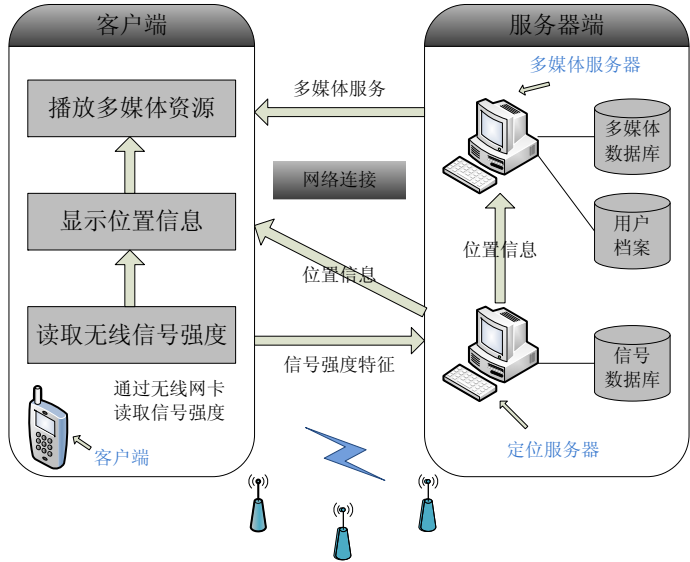 客户端
播放多媒体资源
显示位置信息
读取无线信号强度
通过无线网卡
读取信号强度
客户端
多媒体服务
网络连接
位置信息
信号强度特征
服务器端
多媒体服务器
多媒体
数据库
用户
档案
位置信息
信号
数据库
定位服务器